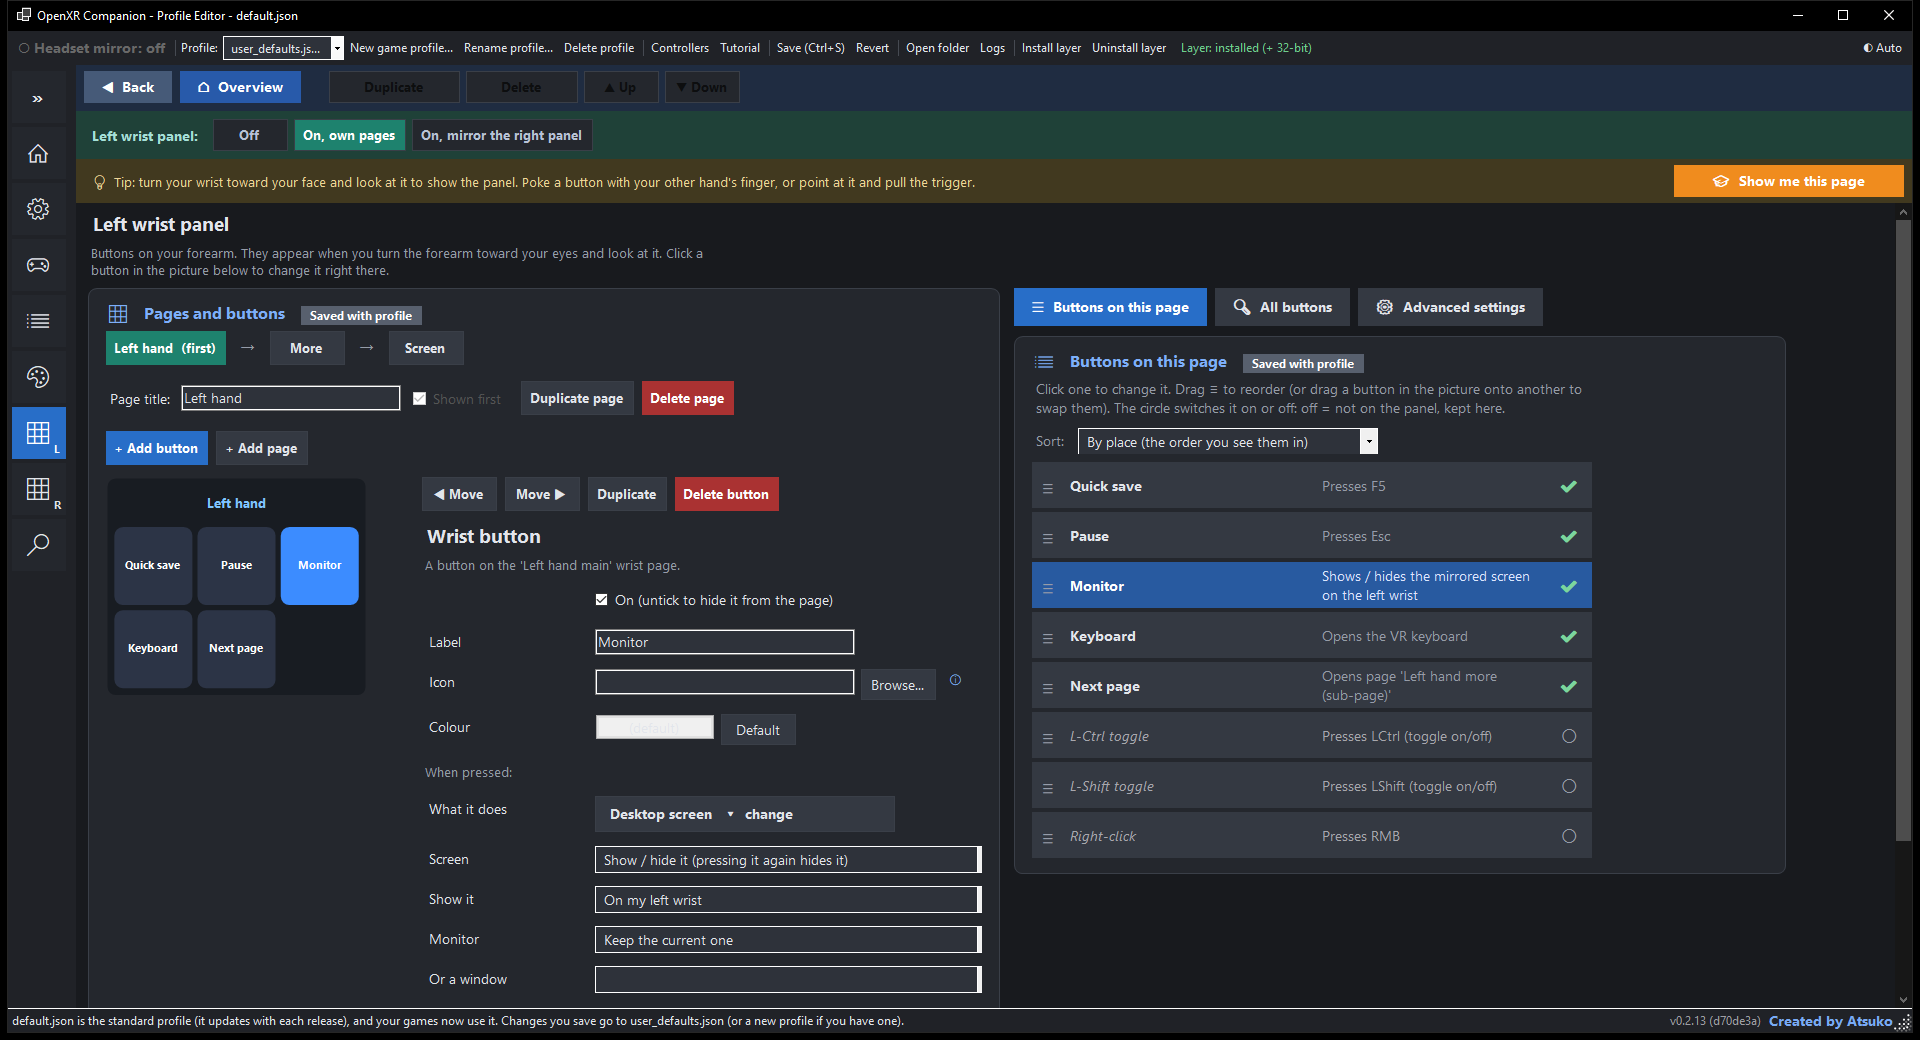 OpenXR Companion - Profile Editor - default.json
Headset mirror: off
Profile:
user_defaults.js...
New game profile...
Rename profile...
Delete profile
Controllers
Tutorial
Save (Ctrl+S)
Revert
Open folder
Logs
Install layer
Uninstall layer
Layer: installed (+ 32-bit)
Auto
»
Back
Overview
Duplicate
Delete
Up
Down
Left wrist panel:
Off
On, own pages
On, mirror the right panel
Tip: turn your wrist toward your face and look at it to show the panel. Poke a button with your other hand's finger, or point at it and pull the trigger.
Show me this page
Left wrist panel
Buttons on your forearm. They appear when you turn the forearm toward your eyes and look at it. Click a
button in the picture below to change it right there.
Pages and buttons
Saved with profile
Left hand (first)
→
More
→
Screen
Page title:
Left hand
Shown first
Duplicate page
Delete page
+ Add button
+ Add page
Left hand
Quick save
Pause
Monitor
Keyboard
Next page
Move
Move
Duplicate
Delete button
Wrist button
A button on the 'Left hand main' wrist page.
On (untick to hide it from the page)
Label
Monitor
Icon
Browse...
Colour
(default)
Default
When pressed:
What it does
Desktop screen
change
Screen
Show / hide it (pressing it again hides it)
Show it
On my left wrist
Monitor
Keep the current one
Or a window
Buttons on this page
All buttons
Advanced settings
Buttons on this page
Saved with profile
Click one to change it. Drag ≡ to reorder (or drag a button in the picture onto another to
swap them). The circle switches it on or off: off = not on the panel, kept here.
Sort:
By place (the order you see them in)
Quick save
Presses F5
Pause
Presses Esc
Monitor
Shows / hides the mirrored screen
on the left wrist
Keyboard
Opens the VR keyboard
Next page
Opens page 'Left hand more
(sub-page)'
L-Ctrl toggle
Presses LCtrl (toggle on/off)
L-Shift toggle
Presses LShift (toggle on/off)
Right-click
Presses RMB
L
R
default.json is the standard profile (it updates with each release), and your games now use it. Changes you save go to user_defaults.json (or a new profile if you have one).
v0.2.13 (d70de3a)
Created by Atsuko